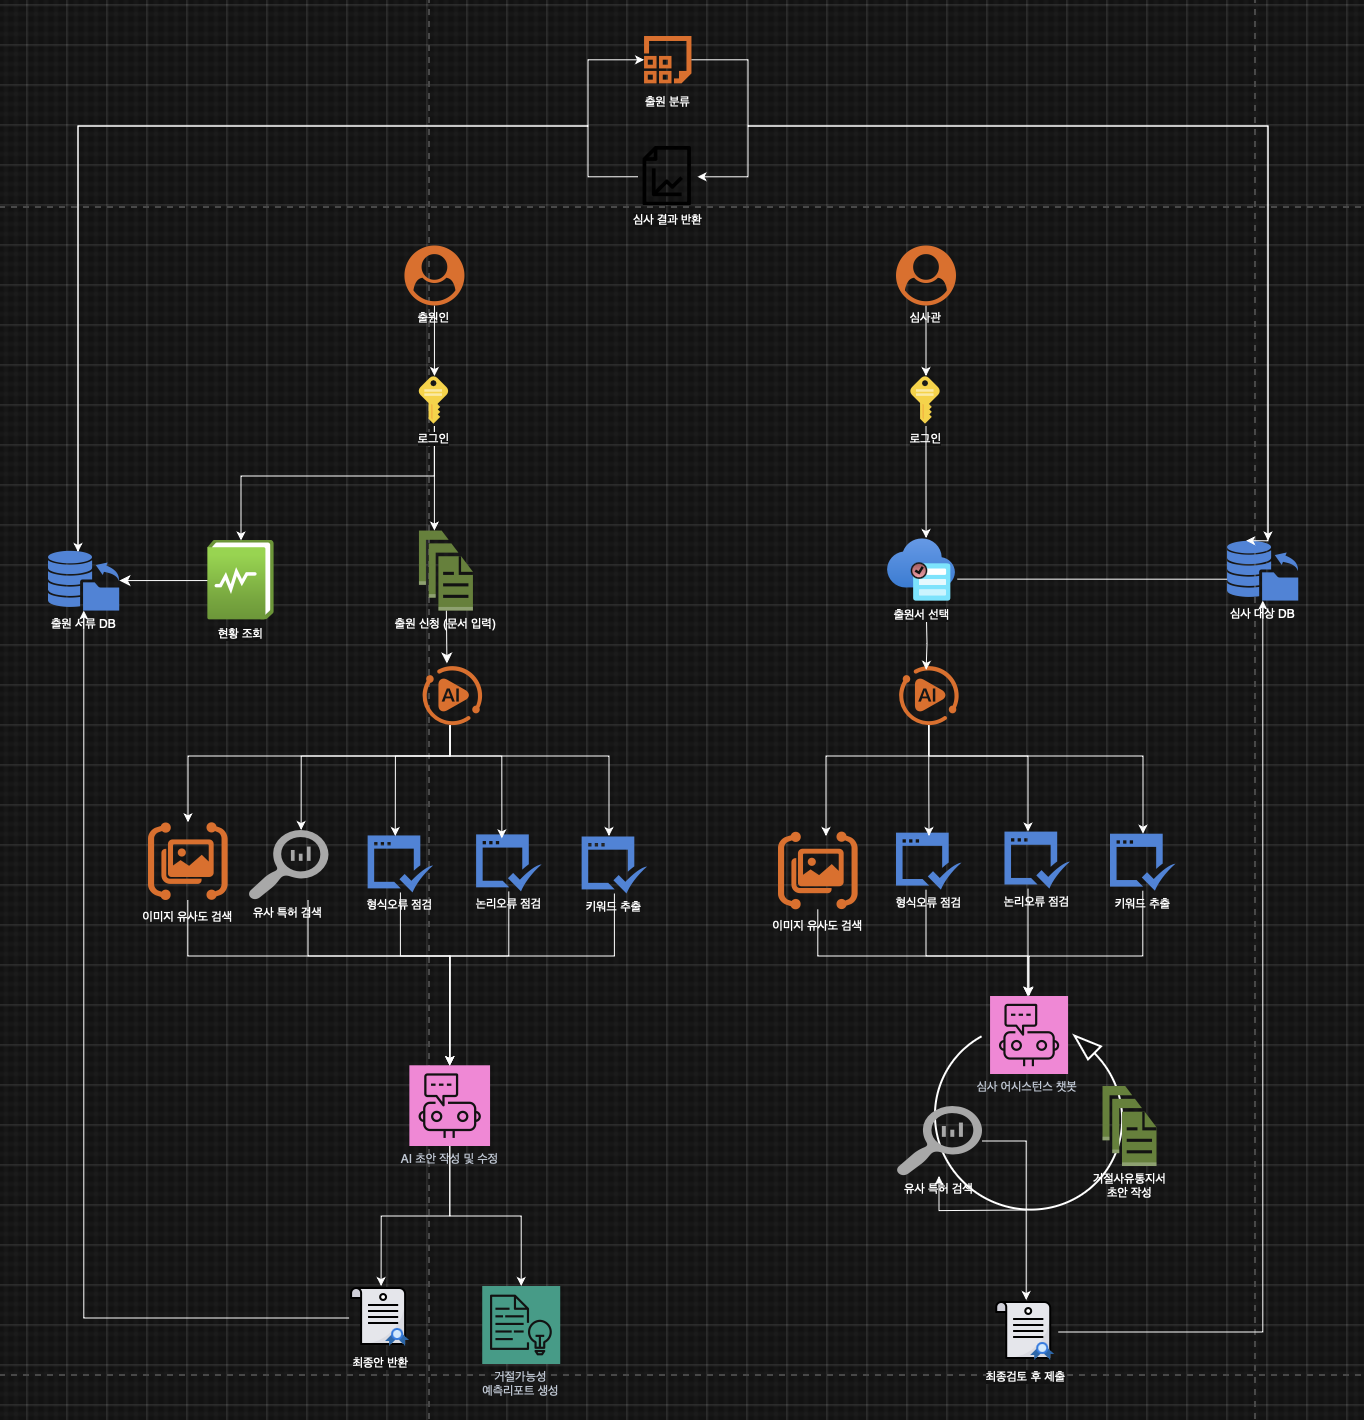 출원 분류
심사 결과 반환
출원인
심사관
로그인
로그인
출원 서류 DB
현황 조회
출원 신청 (문서 입력)
출원서 선택
심사 대상 DB
AI
AI
이미지 유사도 검색
유사 특허 검색
형식오류 점검
논리오류 점검
키워드 추출
이미지 유사도 검색
형식오류 점검
논리오류 점검
키워드 추출
심사 어시스턴스 챗봇
AI 초안 작성 및 수정
유사 특허 검색
거절사유통지서
초안 작성
최종안 반환
거절가능성
예측리포트 생성
최종검토 후 제출